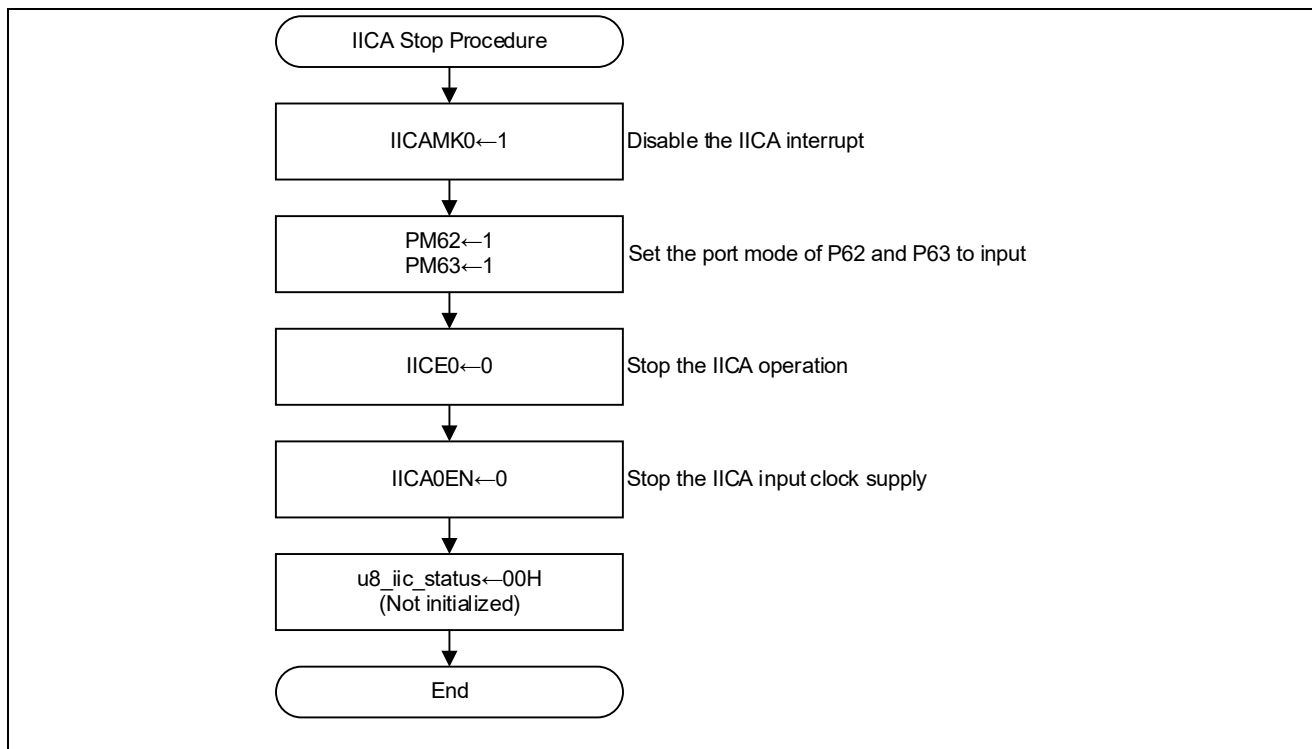 IICA Stop Procedure
IICAMK0←1
Disable the IICA interrupt
PM62←1
PM63←1
Set the port mode of P62 and P63 to input
IICE0←0
Stop the IICA operation
IICA0EN←0
Stop the IICA input clock supply
u8_iic_status←00H
(Not initialized)
End